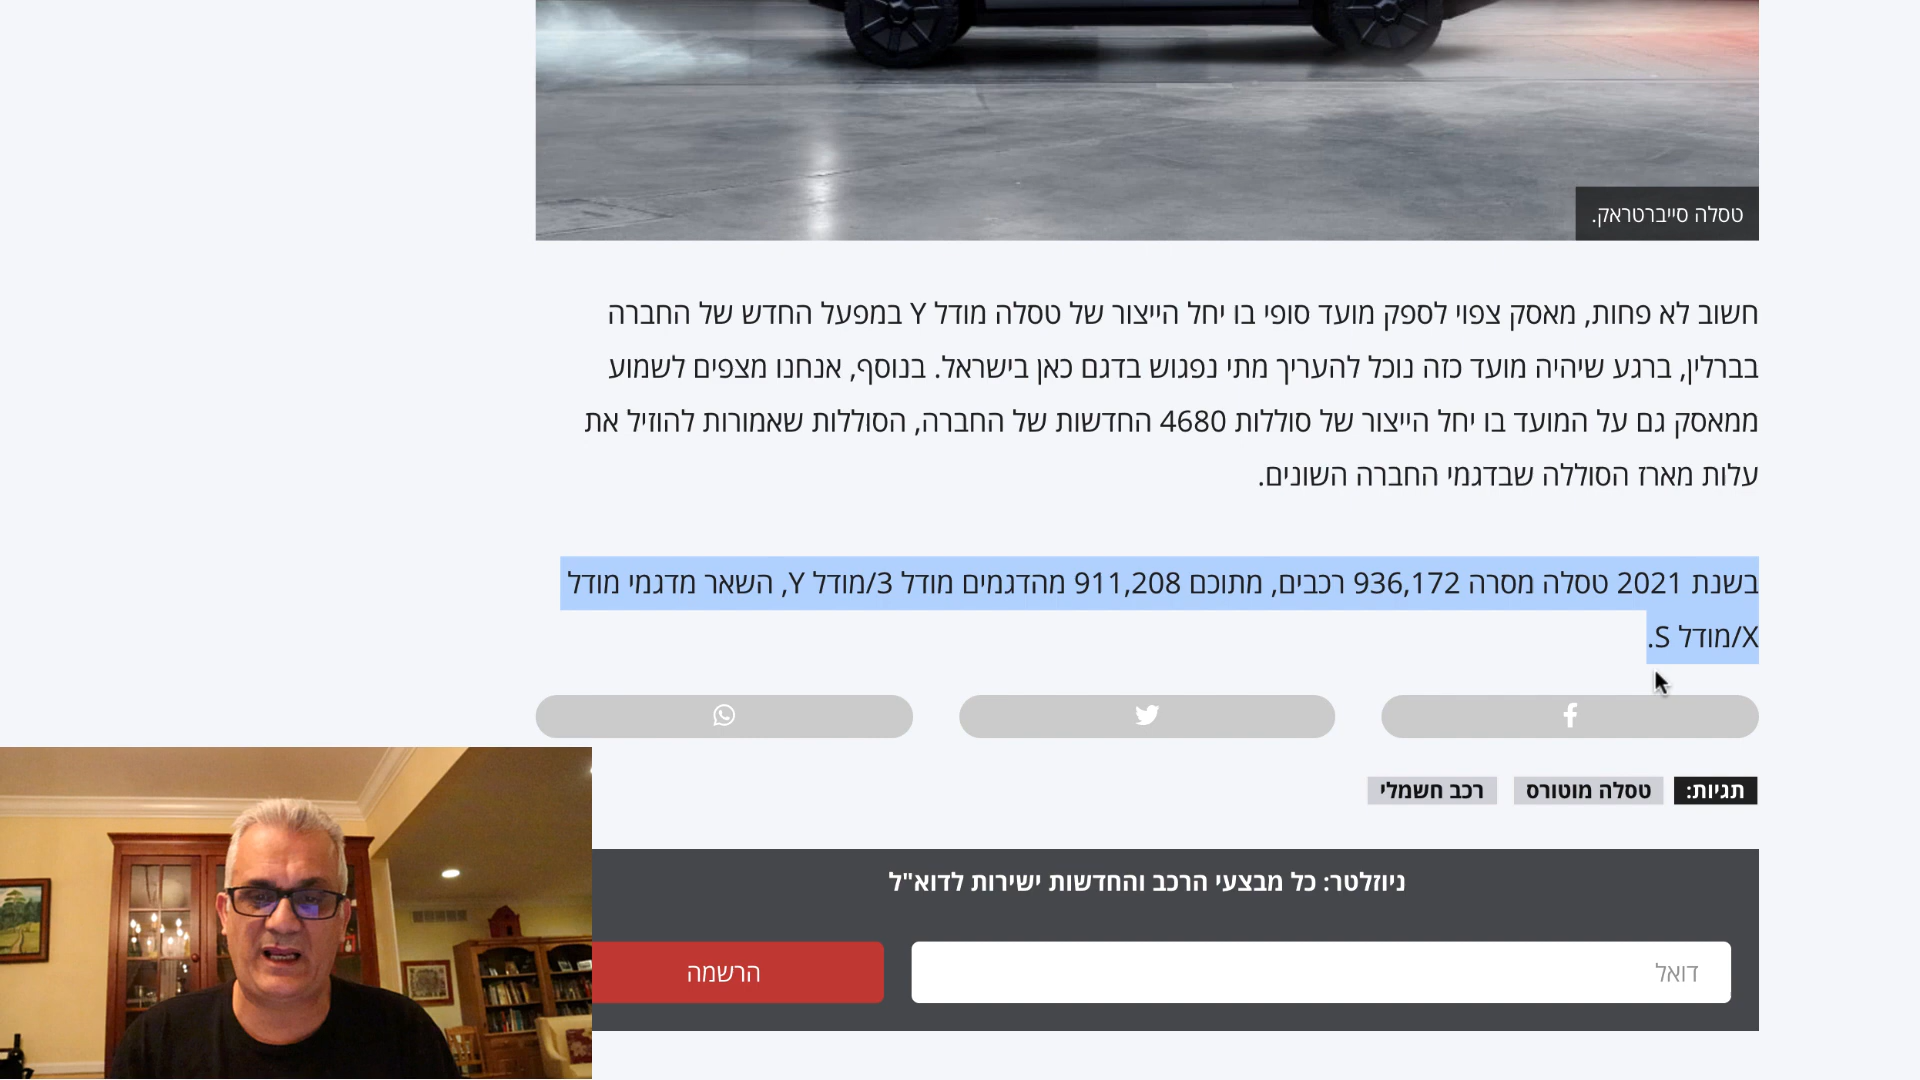 טסלה סייברטראק.
חשוב לא פחות, מאסק צפוי לספק מועד סופי בו יחל הייצור של טסלה מודל Y במפעל החדש של החברה
בברלין, ברגע שיהיה מועד כזה נוכל להעריך מתי נפגוש בדגם כאן בישראל. בנוסף, אנחנו מצפים לשמוע
ממאסק גם על המועד בו יחל הייצור של סוללות 4680 החדשות של החברה, הסוללות שאמורות להוזיל את
עלות מארז הסוללה שבדגמי החברה השונים.
בשנת 2021 טסלה מסרה 936,172 רכבים, מתוכם 911,208 מהדגמים מודל 3/מודל Y, השאר מדגמי מודל
X/מודל S.
תגיות: טסלה מוטורס רכב חשמלי
ניוזלטר: כל מבצעי הרכב והחדשות ישירות לדוא"ל
דואל
הרשמה